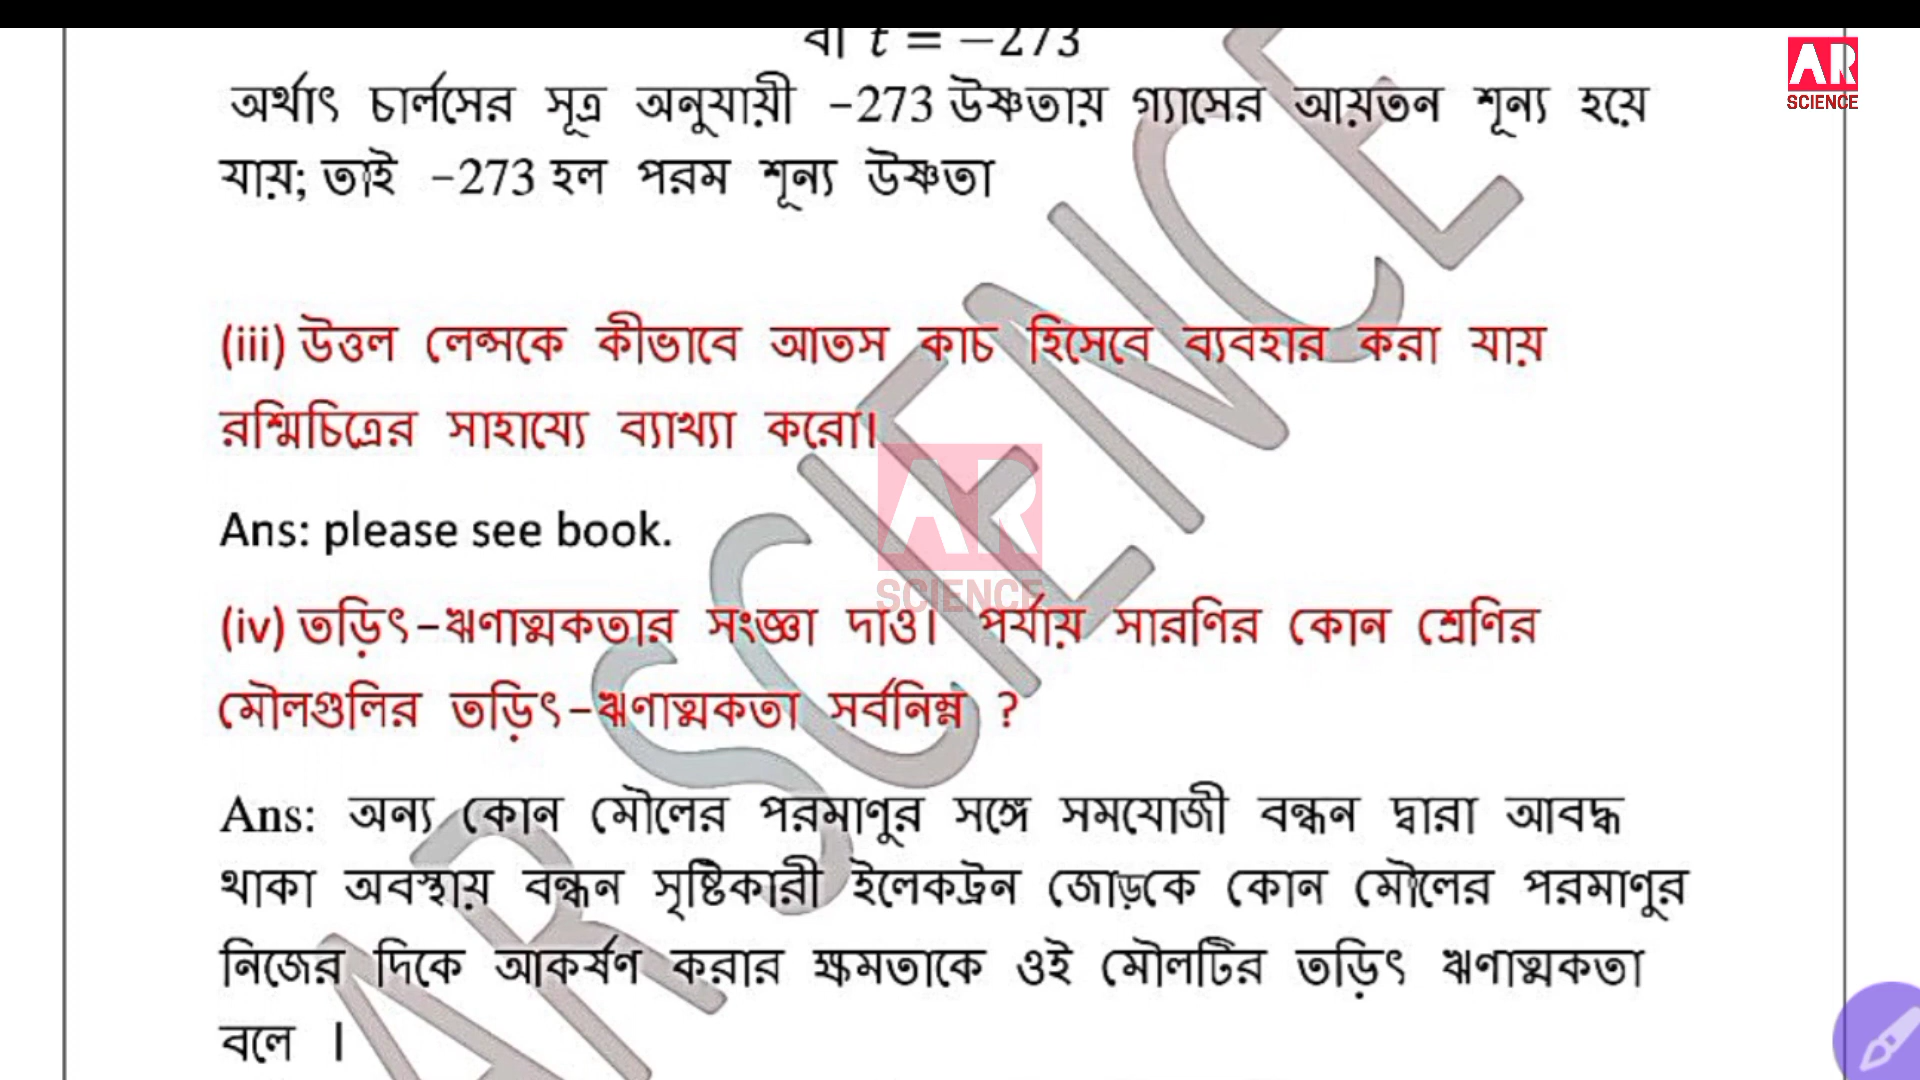 বা t = −273
AR
SCIENCE
অর্থাৎ চার্লসের সূত্র অনুযায়ী −273 উষ্ণতায় গ্যাসের আয়তন শূন্য হয়ে
যায়; তাই −273 হল পরম শূন্য উষ্ণতা
(iii) উত্তল লেন্সকে কীভাবে আতস কাচ হিসেবে ব্যবহার করা যায়
রশ্মিচিত্রের সাহায্যে ব্যাখ্যা করো।
Ans: please see book.
AR
SCIENCE
(iv) তড়িৎ–ঋণাত্মকতার সংজ্ঞা দাও। পর্যায় সারণির কোন শ্রেণির
মৌলগুলির তড়িৎ–ঋণাত্মকতা সর্বনিম্ন ?
Ans: অন্য কোন মৌলের পরমাণুর সঙ্গে সমযোজী বন্ধন দ্বারা আবদ্ধ
থাকা অবস্থায় বন্ধন সৃষ্টিকারী ইলেকট্রন জোড়কে কোন মৌলের পরমাণুর
নিজের দিকে আকর্ষণ করার ক্ষমতাকে ওই মৌলটির তড়িৎ ঋণাত্মকতা
বলে ।
AR SCIENCE